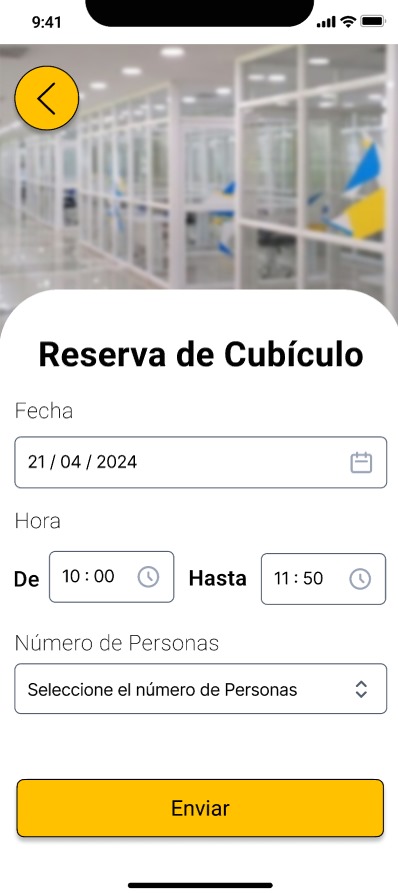 9:41
Reserva de Cubículo
Fecha
21 / 04 / 2024
Hora
De 10 : 00 Hasta 11 : 50
Número de Personas
Seleccione el número de Personas
Enviar